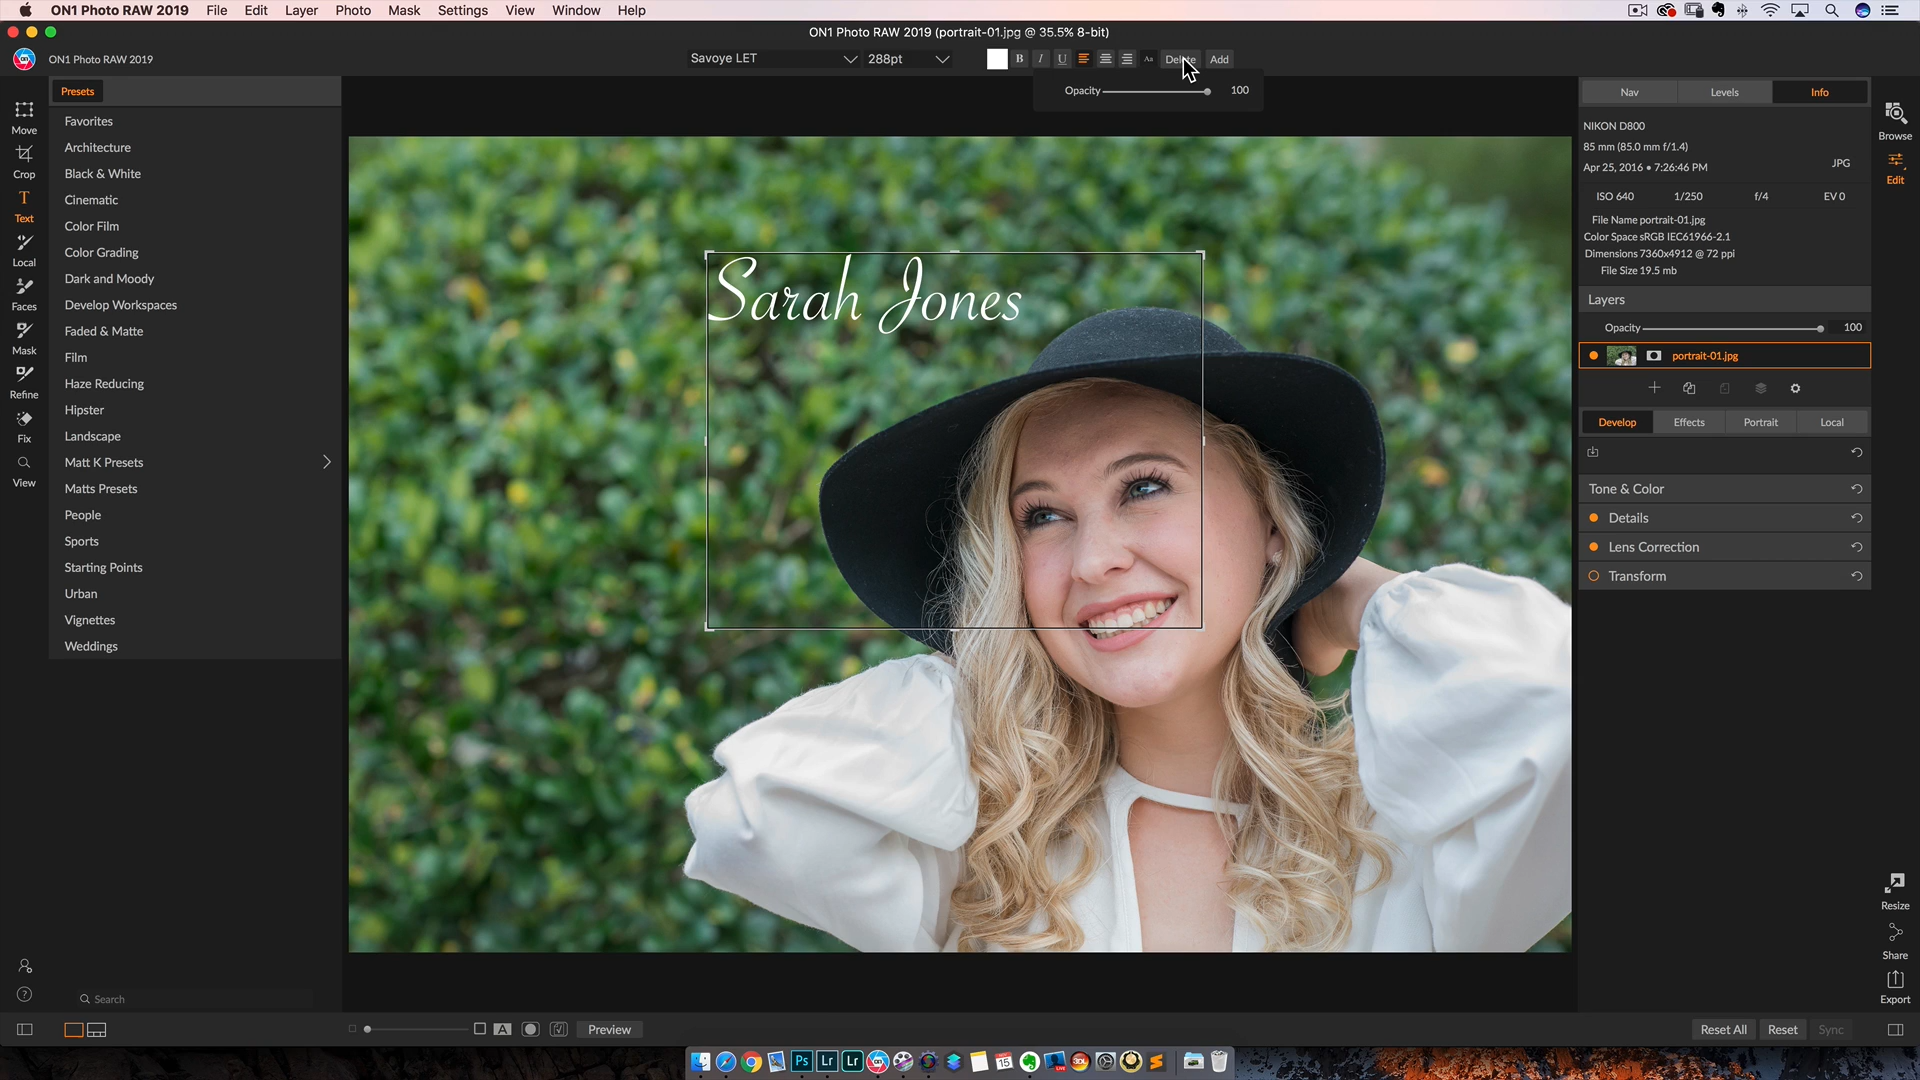 ON1 Photo RAW 2019 File Edit Layer Photo Mask Settings View Window Help
ON1 Photo RAW 2019 (portrait-01.jpg @ 35.5% 8-bit)
ON1 Photo RAW 2019
Savoye LET 288pt B I U Aa Delete Add
Opacity 100
Presets
Favorites
Architecture
Black & White
Cinematic
Color Film
Color Grading
Dark and Moody
Develop Workspaces
Faded & Matte
Film
Haze Reducing
Hipster
Landscape
Matt K Presets
Matts Presets
People
Sports
Starting Points
Urban
Vignettes
Weddings
Search
Move
Crop
T
Text
Local
Faces
Mask
Refine
Fix
View
?
Sarah Jones
Nav Levels Info
NIKON D800
85 mm (85.0 mm f/1.4)
Apr 25, 2016 • 7:26:46 PM JPG
ISO 640 1/250 f/4 EV 0
File Name portrait-01.jpg
Color Space sRGB IEC61966-2.1
Dimensions 7360x4912 @ 72 ppi
File Size 19.5 mb
Layers
Opacity 100
portrait-01.jpg
Develop Effects Portrait Local
Tone & Color
Details
Lens Correction
Transform
Browse
Edit
Resize
Share
Export
A Preview
Reset All Reset Sync
Ps Lr Lr